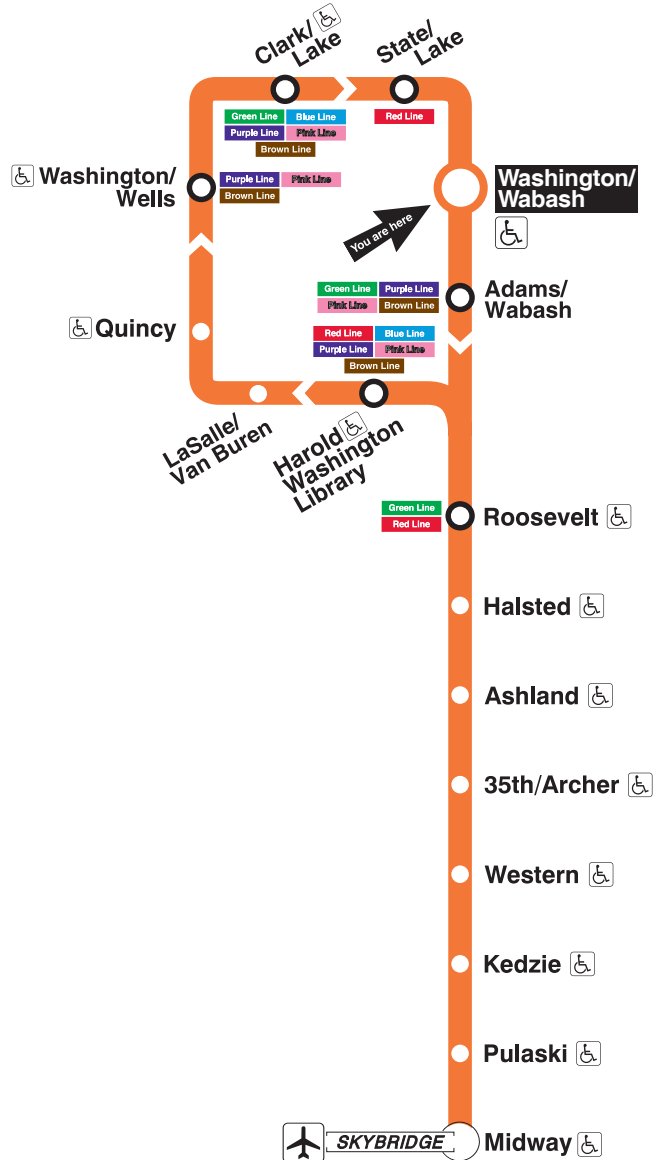 Clark/
Lake
State/
Lake
Green Line Blue Line
Purple Line Pink Line
Brown Line
Red Line
Washington/
Wells
Purple Line Pink Line
Brown Line
Washington/
Wabash
You are here
Green Line Purple Line
Pink Line Brown Line
Adams/
Wabash
Quincy
Red Line Blue Line
Purple Line Pink Line
Brown Line
LaSalle/
Van Buren
Harold
Washington
Library
Green Line
Red Line
Roosevelt
Halsted
Ashland
35th/Archer
Western
Kedzie
Pulaski
SKYBRIDGE
Midway